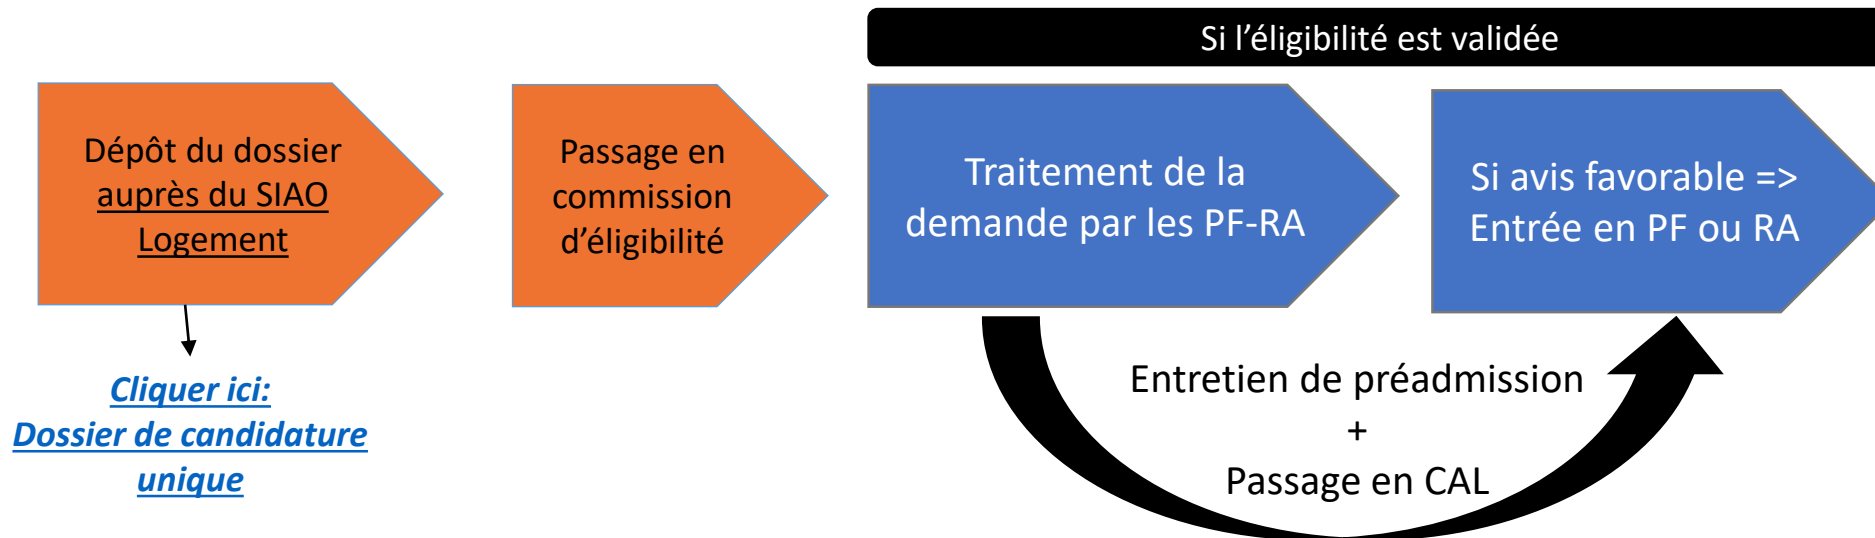 Si l’éligibilité est validée
Dépôt du dossier
auprès du SIAO
Logement
Passage en
commission
d’éligibilité
Traitement de la
demande par les PF-RA
Si avis favorable =>
Entrée en PF ou RA
Cliquer ici:
Dossier de candidature
unique
Entretien de préadmission
+
Passage en CAL